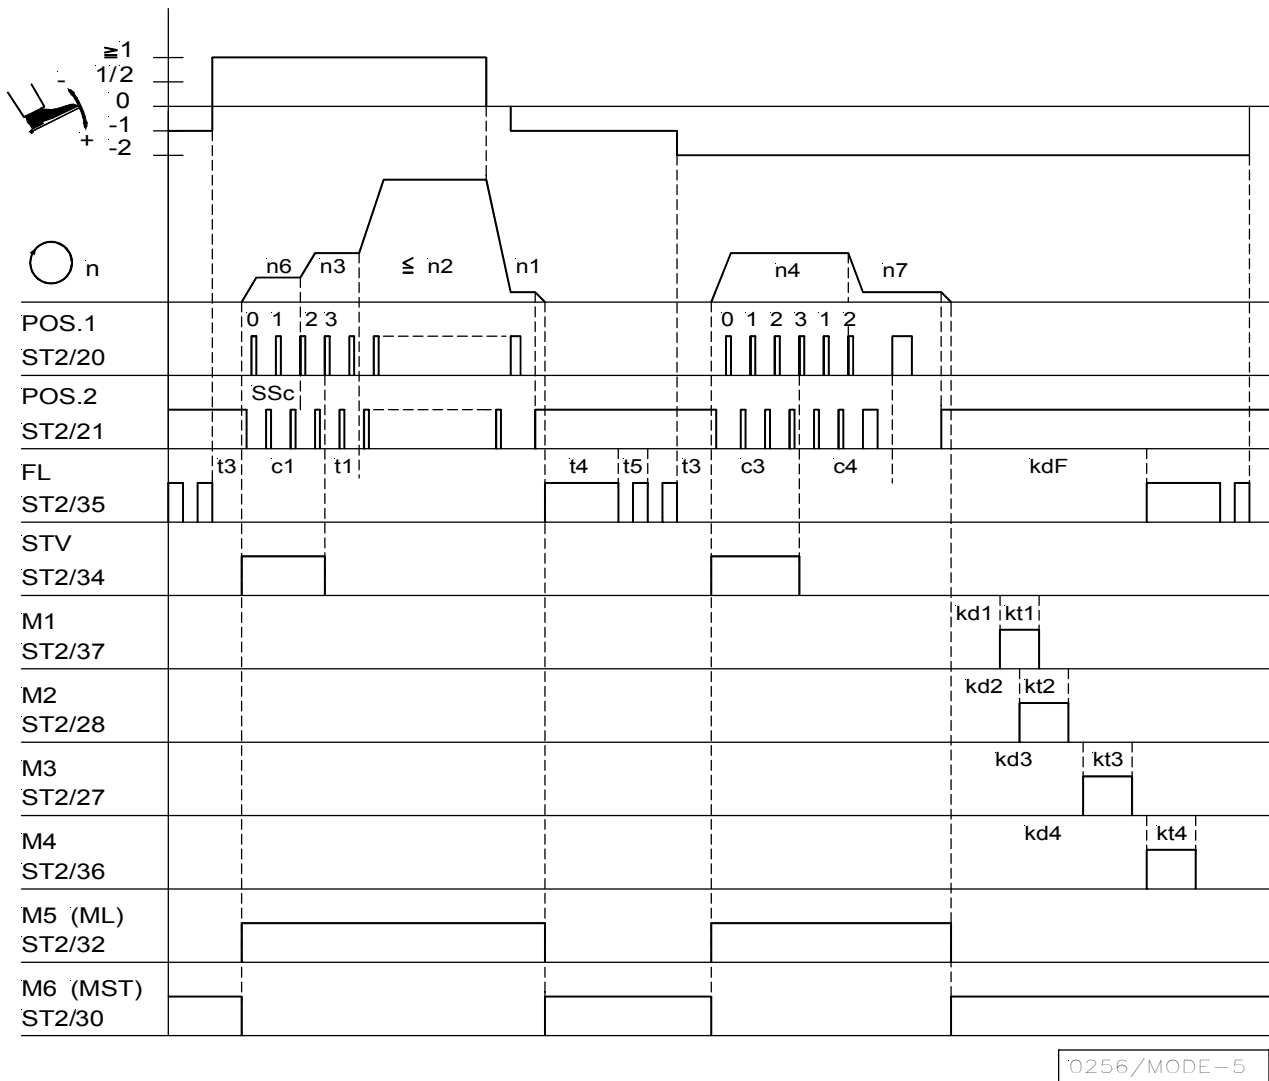 ≧1
1/2
0
-1
-2
-
+
n
n6 n3 ≦ n2 n1 n4 n7
POS.1 0 1 2 3 0 1 2 3 1 2
ST2/20
POS.2 SSc
ST2/21
FL t3 c1 t1 t4 t5 t3 c3 c4 kdF
ST2/35
STV
ST2/34
M1 kd1 kt1
ST2/37
M2 kd2 kt2
ST2/28
M3 kd3 kt3
ST2/27
M4 kd4 kt4
ST2/36
M5 (ML)
ST2/32
M6 (MST)
ST2/30
0256/MODE-5